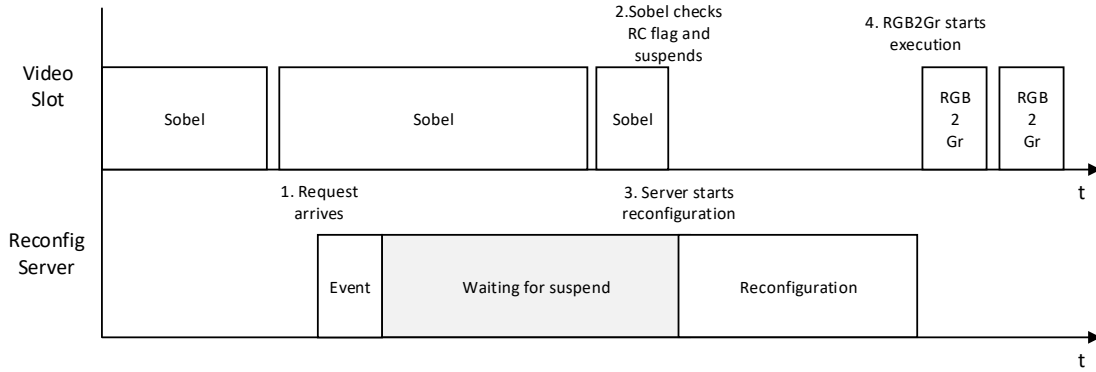 2.Sobel checks
RC flag and
suspends
4. RGB2Gr starts
execution
Video
Slot
Sobel
Sobel
Sobel
RGB
2
Gr
RGB
2
Gr
t
1. Request
arrives
3. Server starts
reconfiguration
Reconfig
Server
Event
Waiting for suspend
Reconfiguration
t